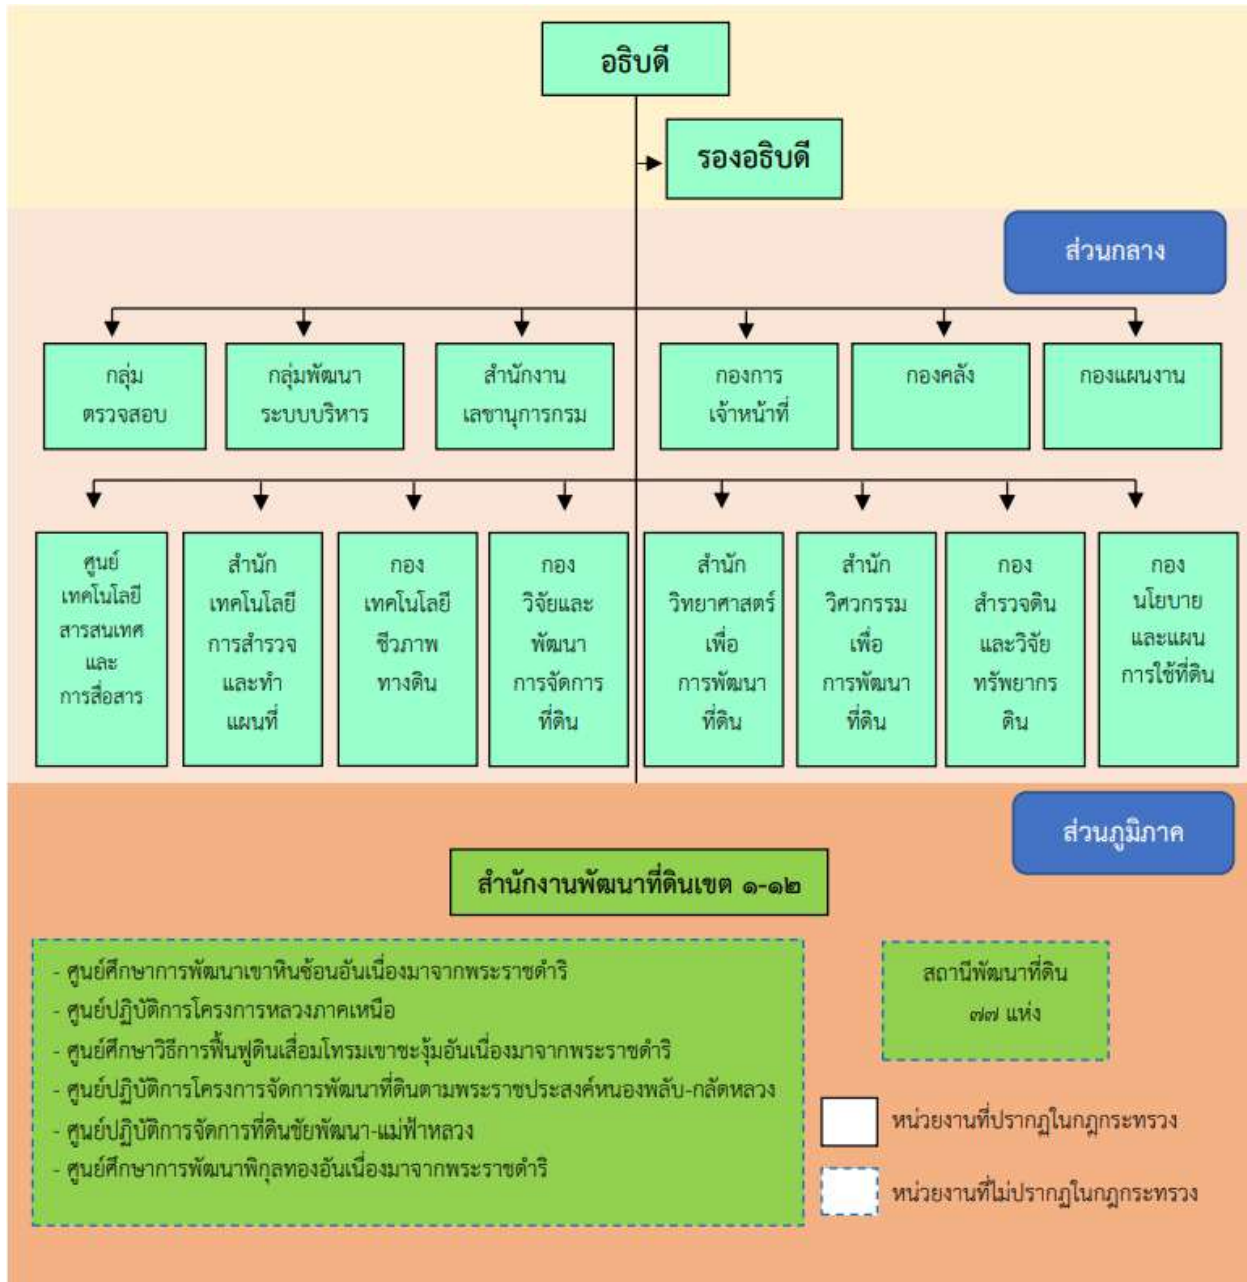 อธิบดี
รองอธิบดี
ส่วนกลาง
กลุ่ม
ตรวจสอบ
กลุ่มพัฒนา
ระบบบริหาร
สำนักงาน
เลขานุการกรม
กองการ
เจ้าหน้าที่
กองคลัง
กองแผนงาน
ศูนย์
เทคโนโลยี
สารสนเทศ
และ
การสื่อสาร
สำนัก
เทคโนโลยี
การสำรวจ
และทำ
แผนที่
กอง
เทคโนโลยี
ชีวภาพ
ทางดิน
กอง
วิจัยและ
พัฒนา
การจัดการ
ที่ดิน
สำนัก
วิทยาศาสตร์
เพื่อ
การพัฒนา
ที่ดิน
สำนัก
วิศวกรรม
เพื่อ
การพัฒนา
ที่ดิน
กอง
สำรวจดิน
และวิจัย
ทรัพยากร
ดิน
กอง
นโยบาย
และแผน
การใช้ที่ดิน
ส่วนภูมิภาค
สำนักงานพัฒนาที่ดินเขต ๑-๑๒
- ศูนย์ศึกษาการพัฒนาเขาหินซ้อนอันเนื่องมาจากพระราชดำริ
- ศูนย์ปฏิบัติการโครงการหลวงภาคเหนือ
- ศูนย์ศึกษาวิธีการฟื้นฟูดินเสื่อมโทรมเขาชะงุ้มอันเนื่องมาจากพระราชดำริ
- ศูนย์ปฏิบัติการโครงการจัดการพัฒนาที่ดินตามพระราชประสงค์หนองพลับ-กลัดหลวง
- ศูนย์ปฏิบัติการจัดการที่ดินชัยพัฒนา-แม่ฟ้าหลวง
- ศูนย์ศึกษาการพัฒนาพิกุลทองอันเนื่องมาจากพระราชดำริ
สถานีพัฒนาที่ดิน
๗๗ แห่ง
หน่วยงานที่ปรากฏในกฎกระทรวง
หน่วยงานที่ไม่ปรากฏในกฎกระทรวง